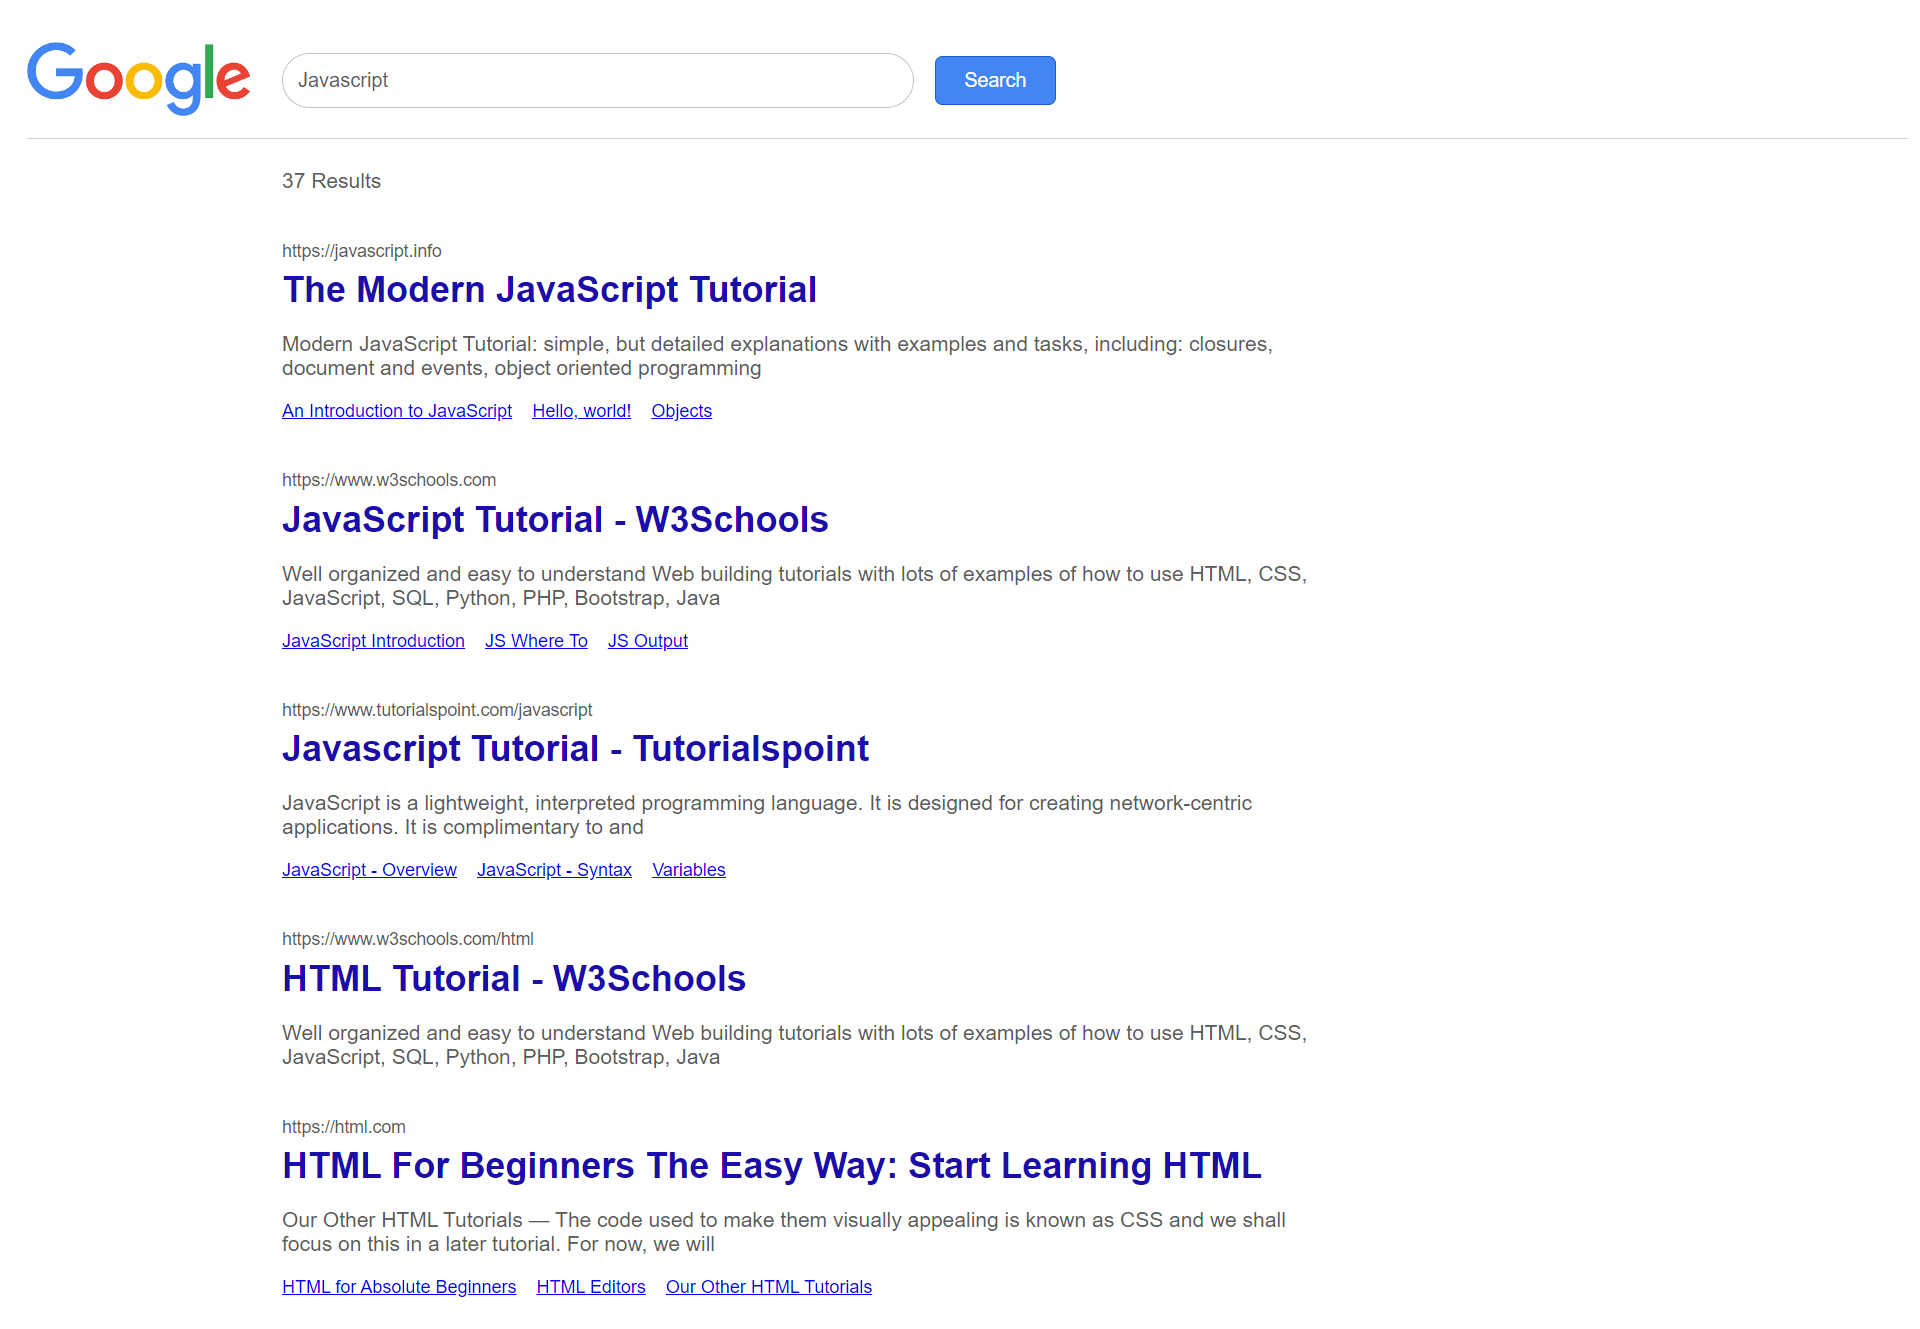 Google
Javascript
Search
37 Results
https://javascript.info
The Modern JavaScript Tutorial
Modern JavaScript Tutorial: simple, but detailed explanations with examples and tasks, including: closures,
document and events, object oriented programming
An Introduction to JavaScript Hello, world! Objects
https://www.w3schools.com
JavaScript Tutorial - W3Schools
Well organized and easy to understand Web building tutorials with lots of examples of how to use HTML, CSS,
JavaScript, SQL, Python, PHP, Bootstrap, Java
JavaScript Introduction JS Where To JS Output
https://www.tutorialspoint.com/javascript
Javascript Tutorial - Tutorialspoint
JavaScript is a lightweight, interpreted programming language. It is designed for creating network-centric
applications. It is complimentary to and
JavaScript - Overview JavaScript - Syntax Variables
https://www.w3schools.com/html
HTML Tutorial - W3Schools
Well organized and easy to understand Web building tutorials with lots of examples of how to use HTML, CSS,
JavaScript, SQL, Python, PHP, Bootstrap, Java
https://html.com
HTML For Beginners The Easy Way: Start Learning HTML
Our Other HTML Tutorials — The code used to make them visually appealing is known as CSS and we shall
focus on this in a later tutorial. For now, we will
HTML for Absolute Beginners HTML Editors Our Other HTML Tutorials